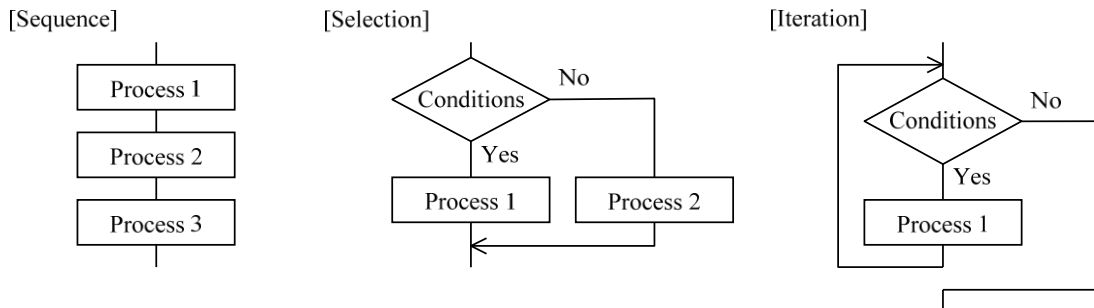 [Sequence]
Process 1
Process 2
Process 3
[Selection]
Conditions
No
Yes
Process 1
Process 2
[Iteration]
Conditions
No
Yes
Process 1